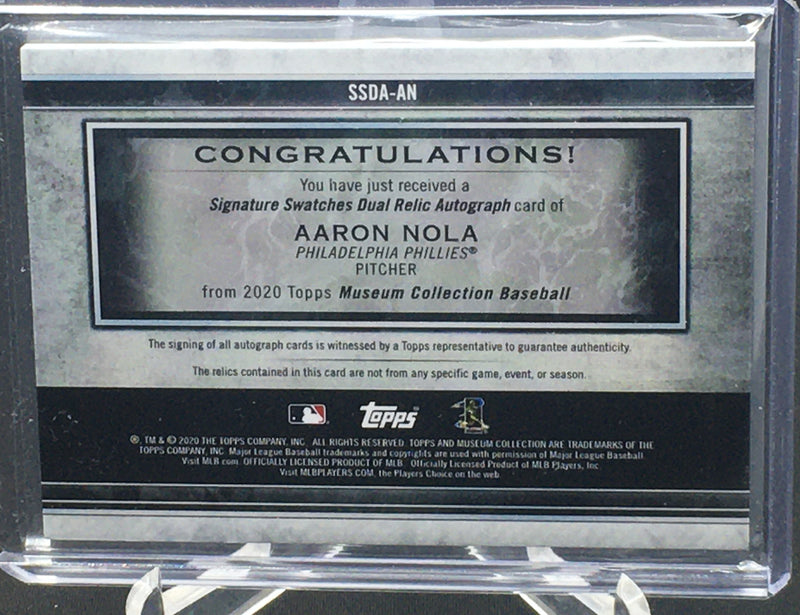 SSDA-AN
CONGRATULATIONS!
You have just received a
Signature Swatches Dual Relic Autograph card of
AARON NOLA
PHILADELPHIA PHILLIES®
PITCHER
from 2020 Topps Museum Collection Baseball
The signing of all autograph cards is witnessed by a Topps representative to guarantee authenticity.
The relics contained in this card are not from any specific game, event, or season.
topps
®, TM & © 2020 THE TOPPS COMPANY, INC. ALL RIGHTS RESERVED. TOPPS AND MUSEUM COLLECTION ARE TRADEMARKS OF THE
TOPPS COMPANY, INC. Major League Baseball trademarks and copyrights are used with permission of Major League Baseball.
Visit MLB.com. OFFICIALLY LICENSED PRODUCT OF MLB. Officially Licensed Product of MLB Players, Inc.
Visit MLBPLAYERS.COM, the Players Choice on the web.